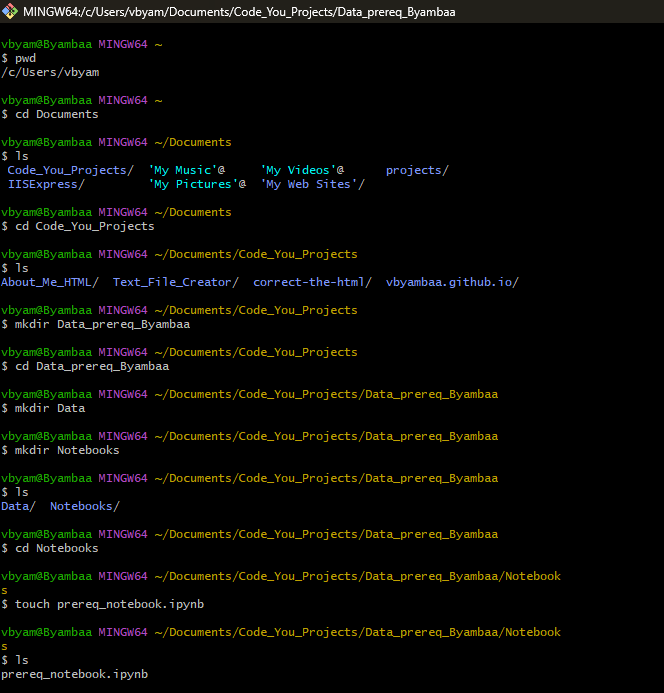 MINGW64:/c/Users/vbyam/Documents/Code_You_Projects/Data_prereq_Byambaa
vbyam@Byambaa MINGW64 ~
$ pwd
/c/Users/vbyam
vbyam@Byambaa MINGW64 ~
$ cd Documents
vbyam@Byambaa MINGW64 ~/Documents
$ ls
Code_You_Projects/  'My Music'@     'My Videos'@      projects/
IISExpress/         'My Pictures'@  'My Web Sites'/
vbyam@Byambaa MINGW64 ~/Documents
$ cd Code_You_Projects
vbyam@Byambaa MINGW64 ~/Documents/Code_You_Projects
$ ls
About_Me_HTML/  Text_File_Creator/  correct-the-html/  vbyambaa.github.io/
vbyam@Byambaa MINGW64 ~/Documents/Code_You_Projects
$ mkdir Data_prereq_Byambaa
vbyam@Byambaa MINGW64 ~/Documents/Code_You_Projects
$ cd Data_prereq_Byambaa
vbyam@Byambaa MINGW64 ~/Documents/Code_You_Projects/Data_prereq_Byambaa
$ mkdir Data
vbyam@Byambaa MINGW64 ~/Documents/Code_You_Projects/Data_prereq_Byambaa
$ mkdir Notebooks
vbyam@Byambaa MINGW64 ~/Documents/Code_You_Projects/Data_prereq_Byambaa
$ ls
Data/  Notebooks/
vbyam@Byambaa MINGW64 ~/Documents/Code_You_Projects/Data_prereq_Byambaa
$ cd Notebooks
vbyam@Byambaa MINGW64 ~/Documents/Code_You_Projects/Data_prereq_Byambaa/Notebook
s
$ touch prereq_notebook.ipynb
vbyam@Byambaa MINGW64 ~/Documents/Code_You_Projects/Data_prereq_Byambaa/Notebook
s
$ ls
prereq_notebook.ipynb